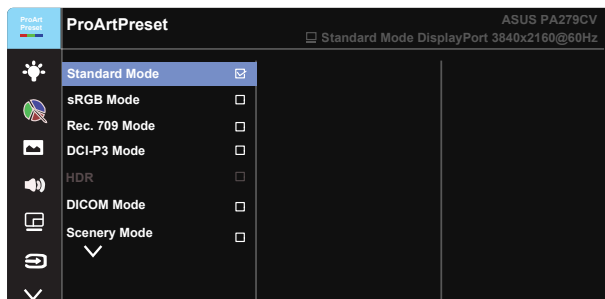 ProArt
Preset
ProArtPreset
ASUS PA279CV
Standard Mode DisplayPort 3840x2160@60Hz
Standard Mode
sRGB Mode
Rec. 709 Mode
DCI-P3 Mode
HDR
DICOM Mode
Scenery Mode